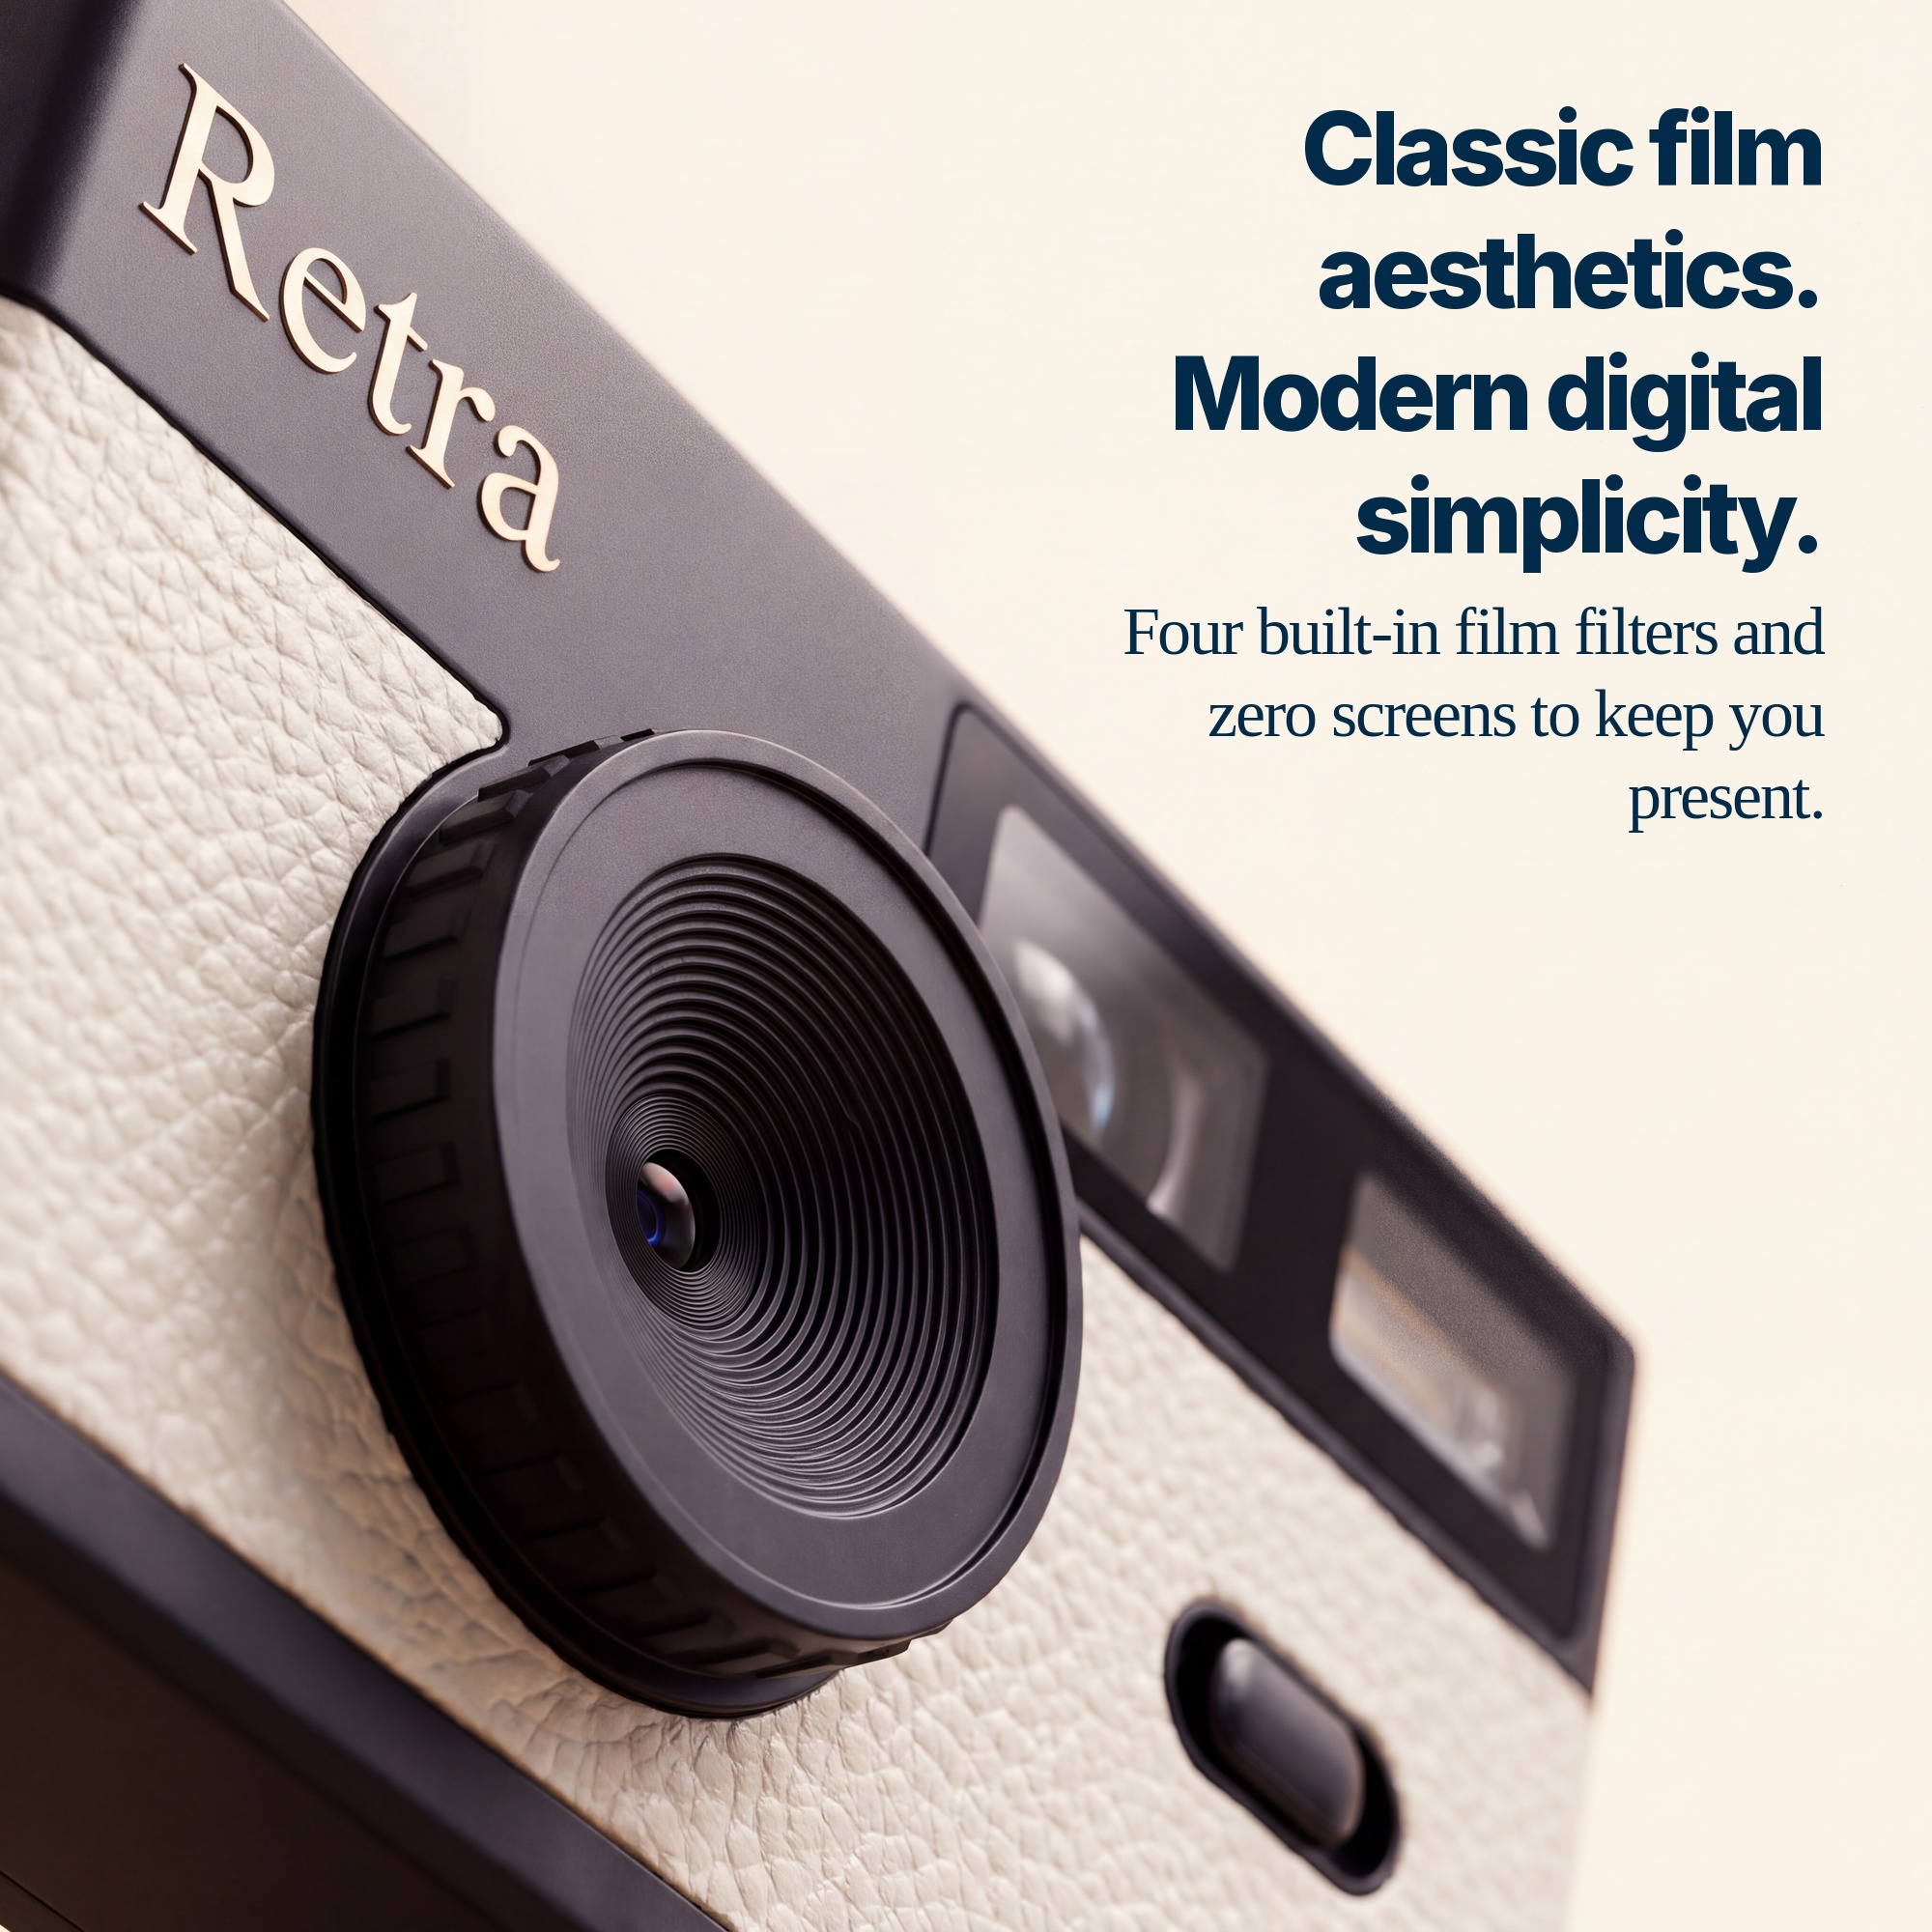 Retra
Classic film
aesthetics.
Modern digital
simplicity.
Four built-in film filters and
zero screens to keep you
present.